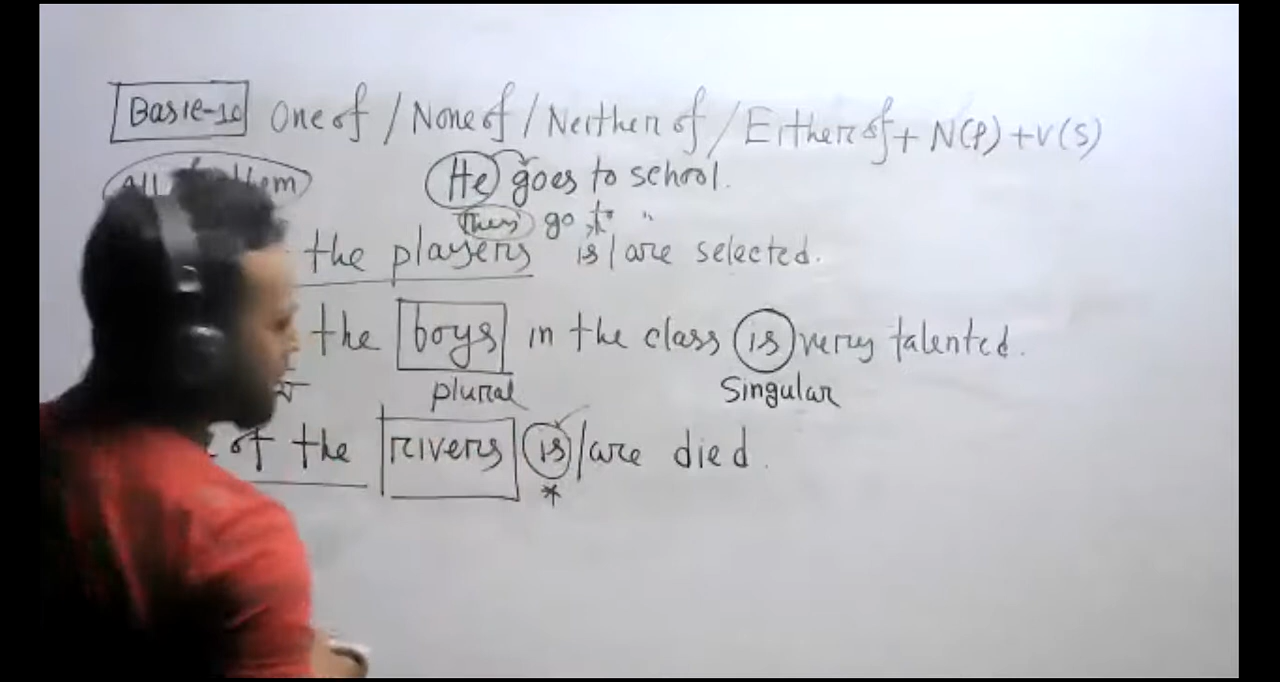 Basic-10 One of / None of / Neither of / Either of + N(P) + V(S)
all them He goes to school.
They go to "
the players is/are selected.
the boys in the class is very talented.
plural Singular
of the rivers is/are died.
*